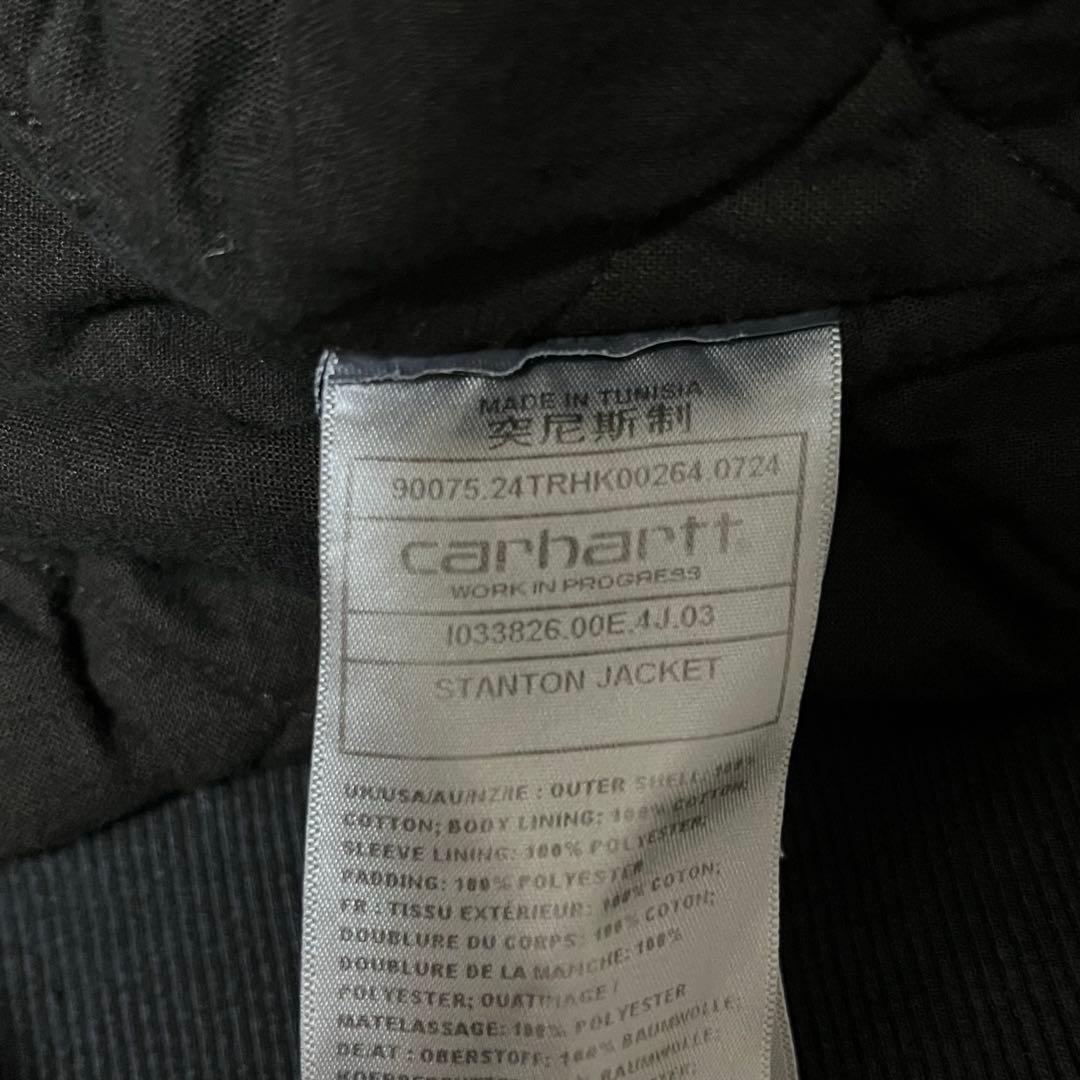 MADE IN TUNISIA
突尼斯制
90075.24TRHK00264 0724
carhartt
WORK IN PROGRESS
I033826.00E.4J.03
STANTON JACKET
UK/USA/AU/NZ/IE : OUTER SHELL: 100%
COTTON; BODY LINING: 100% COTTON;
SLEEVE LINING: 100% POLYESTER;
PADDING: 100% POLYESTER
FR : TISSU EXTÉRIEUR: 100% COTON;
DOUBLURE DU CORPS: 100% COTON;
DOUBLURE DE LA MANCHE: 100%
POLYESTER; OUATINAGE /
MATELASSAGE: 100% POLYESTER
DE/AT : OBERSTOFF: 100% BAUMWOLLE;
BAUMWOLLE;